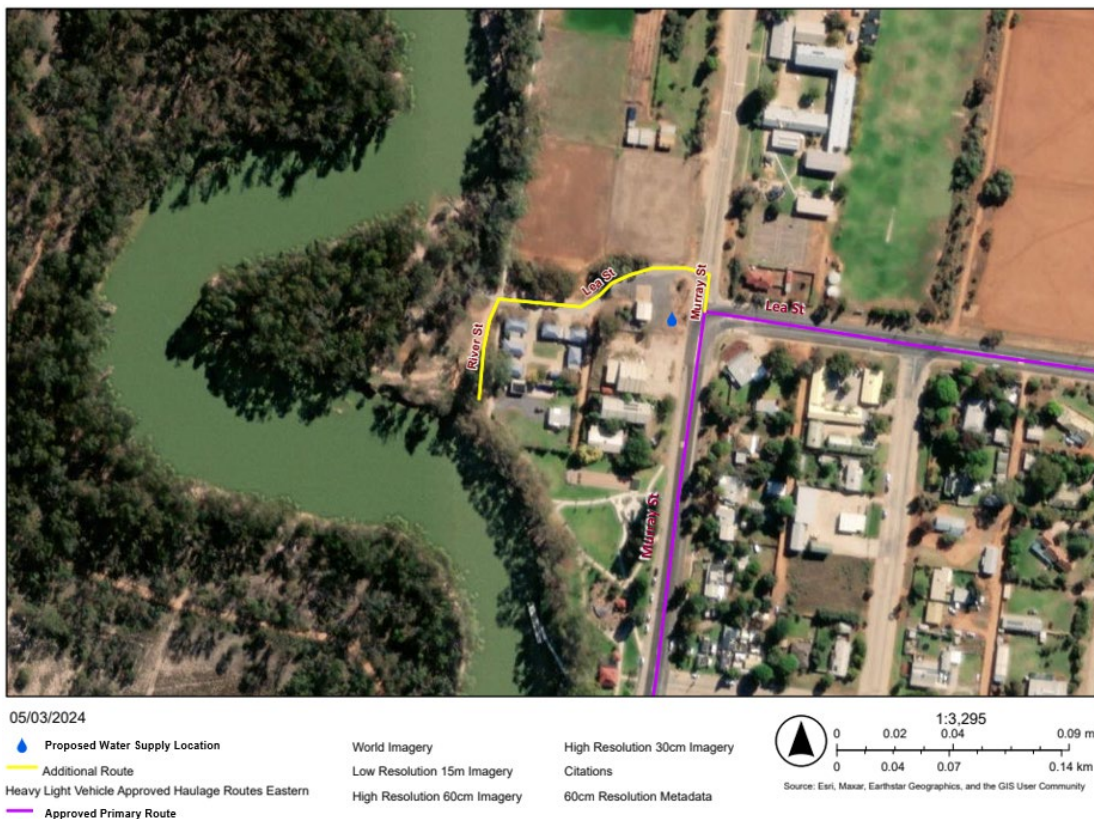 Lea St
Murray St
Lea St
River St
Murray St
05/03/2024
Proposed Water Supply Location
Additional Route
Heavy Light Vehicle Approved Haulage Routes Eastern
Approved Primary Route
World Imagery
Low Resolution 15m Imagery
High Resolution 60cm Imagery
High Resolution 30cm Imagery
Citations
60cm Resolution Metadata
1:3,295
0 0.02 0.04 0.09 m
0 0.04 0.07 0.14 km
Source: Esri, Maxar, Earthstar Geographics, and the GIS User Community